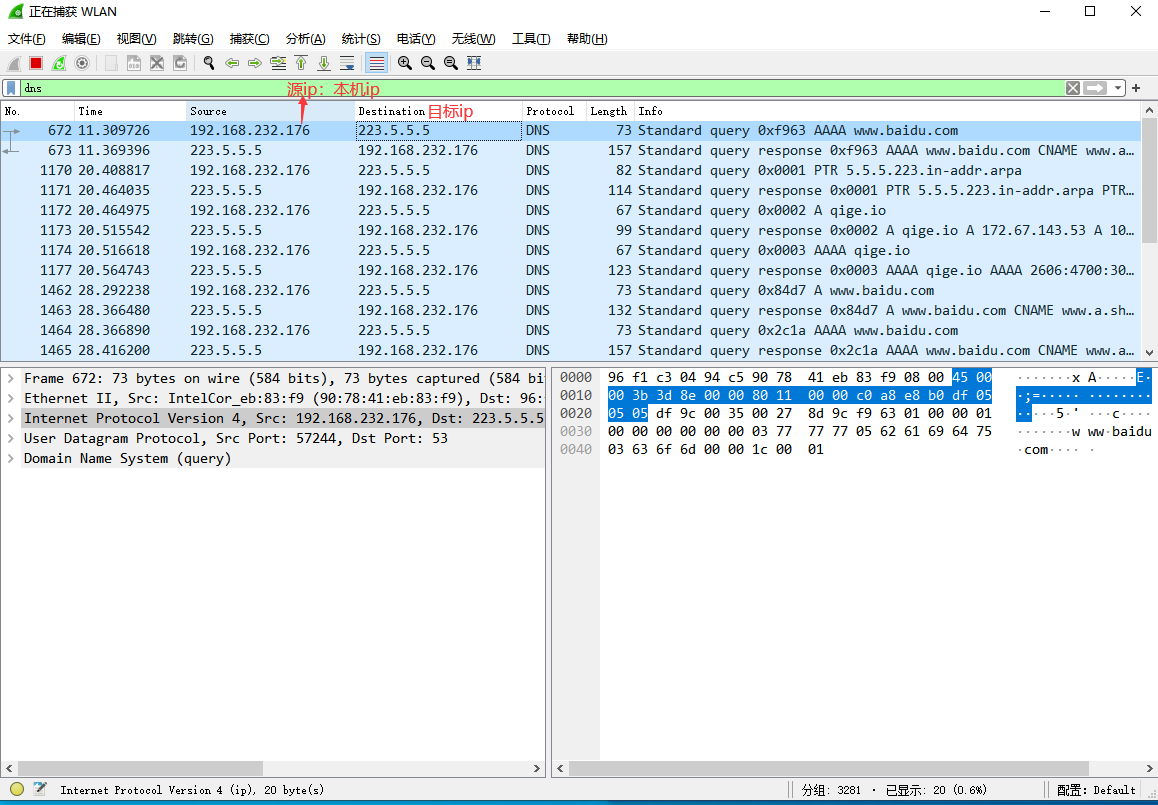 正在捕获 WLAN
文件(F) 编辑(E) 视图(V) 跳转(G) 捕获(C) 分析(A) 统计(S) 电话(Y) 无线(W) 工具(T) 帮助(H)
dns
源ip：本机ip
No. Time Source Destination 目标ip Protocol Length Info
672 11.309726 192.168.232.176 223.5.5.5 DNS 73 Standard query 0xf963 AAAA www.baidu.com
673 11.369396 223.5.5.5 192.168.232.176 DNS 157 Standard query response 0xf963 AAAA www.baidu.com CNAME www.a…
1170 20.408817 192.168.232.176 223.5.5.5 DNS 82 Standard query 0x0001 PTR 5.5.5.223.in-addr.arpa
1171 20.464035 223.5.5.5 192.168.232.176 DNS 114 Standard query response 0x0001 PTR 5.5.5.223.in-addr.arpa PTR…
1172 20.464975 192.168.232.176 223.5.5.5 DNS 67 Standard query 0x0002 A qige.io
1173 20.515542 223.5.5.5 192.168.232.176 DNS 99 Standard query response 0x0002 A qige.io A 172.67.143.53 A 10…
1174 20.516618 192.168.232.176 223.5.5.5 DNS 67 Standard query 0x0003 AAAA qige.io
1177 20.564743 223.5.5.5 192.168.232.176 DNS 123 Standard query response 0x0003 AAAA qige.io AAAA 2606:4700:30…
1462 28.292238 192.168.232.176 223.5.5.5 DNS 73 Standard query 0x84d7 A www.baidu.com
1463 28.366480 223.5.5.5 192.168.232.176 DNS 132 Standard query response 0x84d7 A www.baidu.com CNAME www.a.sh…
1464 28.366890 192.168.232.176 223.5.5.5 DNS 73 Standard query 0x2c1a AAAA www.baidu.com
1465 28.416200 223.5.5.5 192.168.232.176 DNS 157 Standard query response 0x2c1a AAAA www.baidu.com CNAME www.a…
Frame 672: 73 bytes on wire (584 bits), 73 bytes captured (584 bi
Ethernet II, Src: IntelCor_eb:83:f9 (90:78:41:eb:83:f9), Dst: 96:
Internet Protocol Version 4, Src: 192.168.232.176, Dst: 223.5.5.5
User Datagram Protocol, Src Port: 57244, Dst Port: 53
Domain Name System (query)
0000 96 f1 c3 04 94 c5 90 78 41 eb 83 f9 08 00 45 00 ·······x A·····E·
0010 00 3b 3d 8e 00 00 80 11 00 00 c0 a8 e8 b0 df 05 ·;=····· ········
0020 05 05 df 9c 00 35 00 27 8d 9c f9 63 01 00 00 01 ·····5·' ···c····
0030 00 00 00 00 00 00 03 77 77 77 05 62 61 69 64 75 ·······w ww·baidu
0040 03 63 6f 6d 00 00 1c 00 01 ·com···· ·
Internet Protocol Version 4 (ip), 20 byte(s)
分组: 3281 · 已显示: 20 (0.6%)
配置: Default